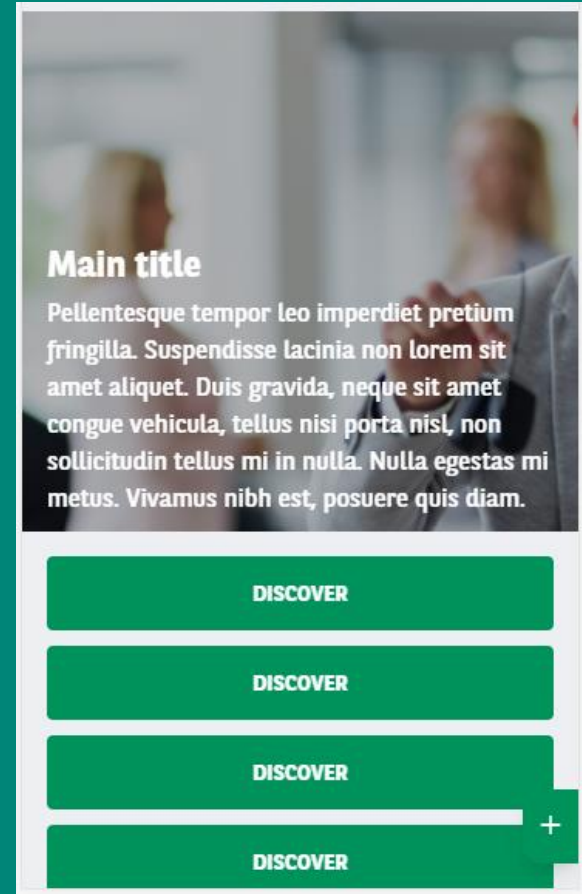 Main title
Pellentesque tempor leo imperdiet pretium
fringilla. Suspendisse lacinia non lorem sit
amet aliquet. Duis gravida, neque sit amet
congue vehicula, tellus nisi porta nisl, non
sollicitudin tellus mi in nulla. Nulla egestas mi
metus. Vivamus nibh est, posuere quis diam.
DISCOVER
DISCOVER
DISCOVER
+
DISCOVER